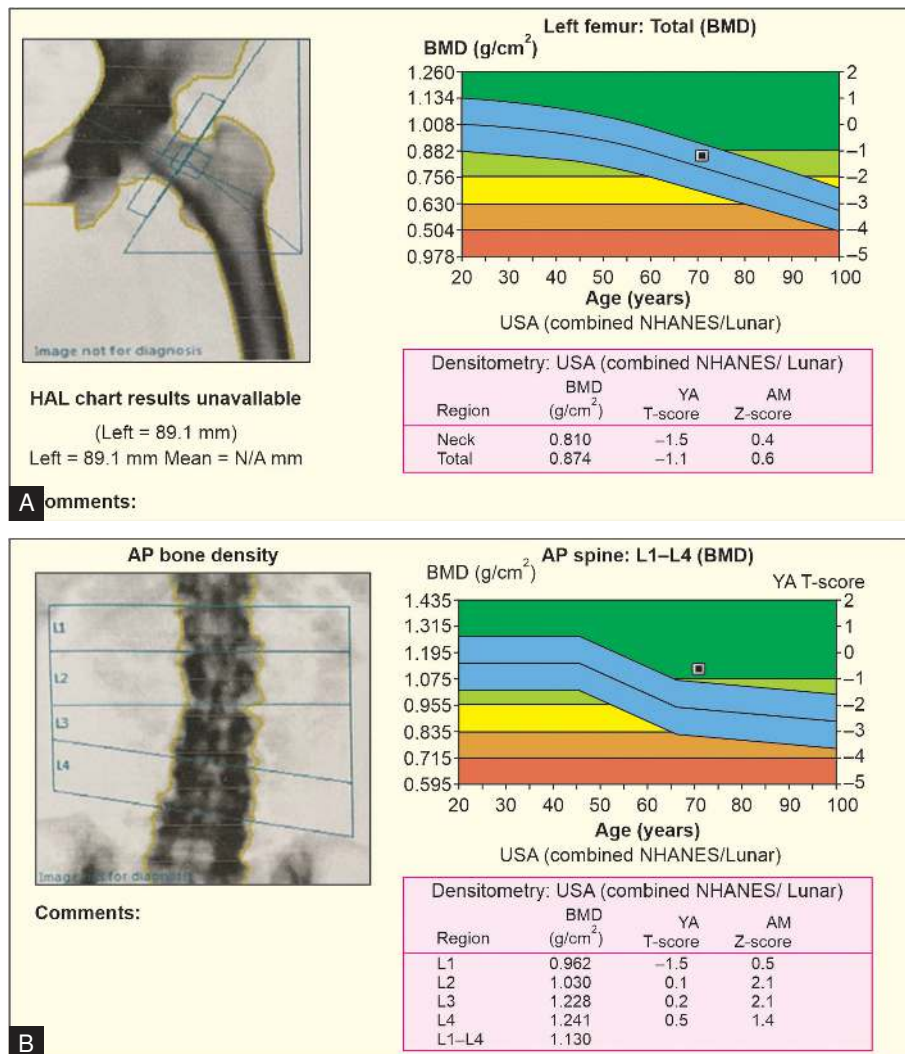 Left femur: Total (BMD)
BMD (g/cm²)
1.260
1.134
1.008
0.882
0.756
0.630
0.504
0.978
2
1
0
–1
–2
–3
–4
–5
20 30 40 50 60 70 80 90 100
Age (years)
USA (combined NHANES/Lunar)
Image not for diagnosis
HAL chart results unavailable
(Left = 89.1 mm)
Left = 89.1 mm Mean = N/A mm
Densitometry: USA (combined NHANES/ Lunar)
Region BMD (g/cm²) YA T-score AM Z-score
Neck 0.810 –1.5 0.4
Total 0.874 –1.1 0.6
A omments:
AP bone density
L1
L2
L3
L4
Image not for diagnosis
Comments:
AP spine: L1–L4 (BMD)
BMD (g/cm²) YA T-score
1.435
1.315
1.195
1.075
0.955
0.835
0.715
0.595
2
1
0
–1
–2
–3
–4
–5
20 30 40 50 60 70 80 90 100
Age (years)
USA (combined NHANES/Lunar)
Densitometry: USA (combined NHANES/ Lunar)
Region BMD (g/cm²) YA T-score AM Z-score
L1 0.962 –1.5 0.5
L2 1.030 0.1 2.1
L3 1.228 0.2 2.1
L4 1.241 0.5 1.4
L1–L4 1.130
B